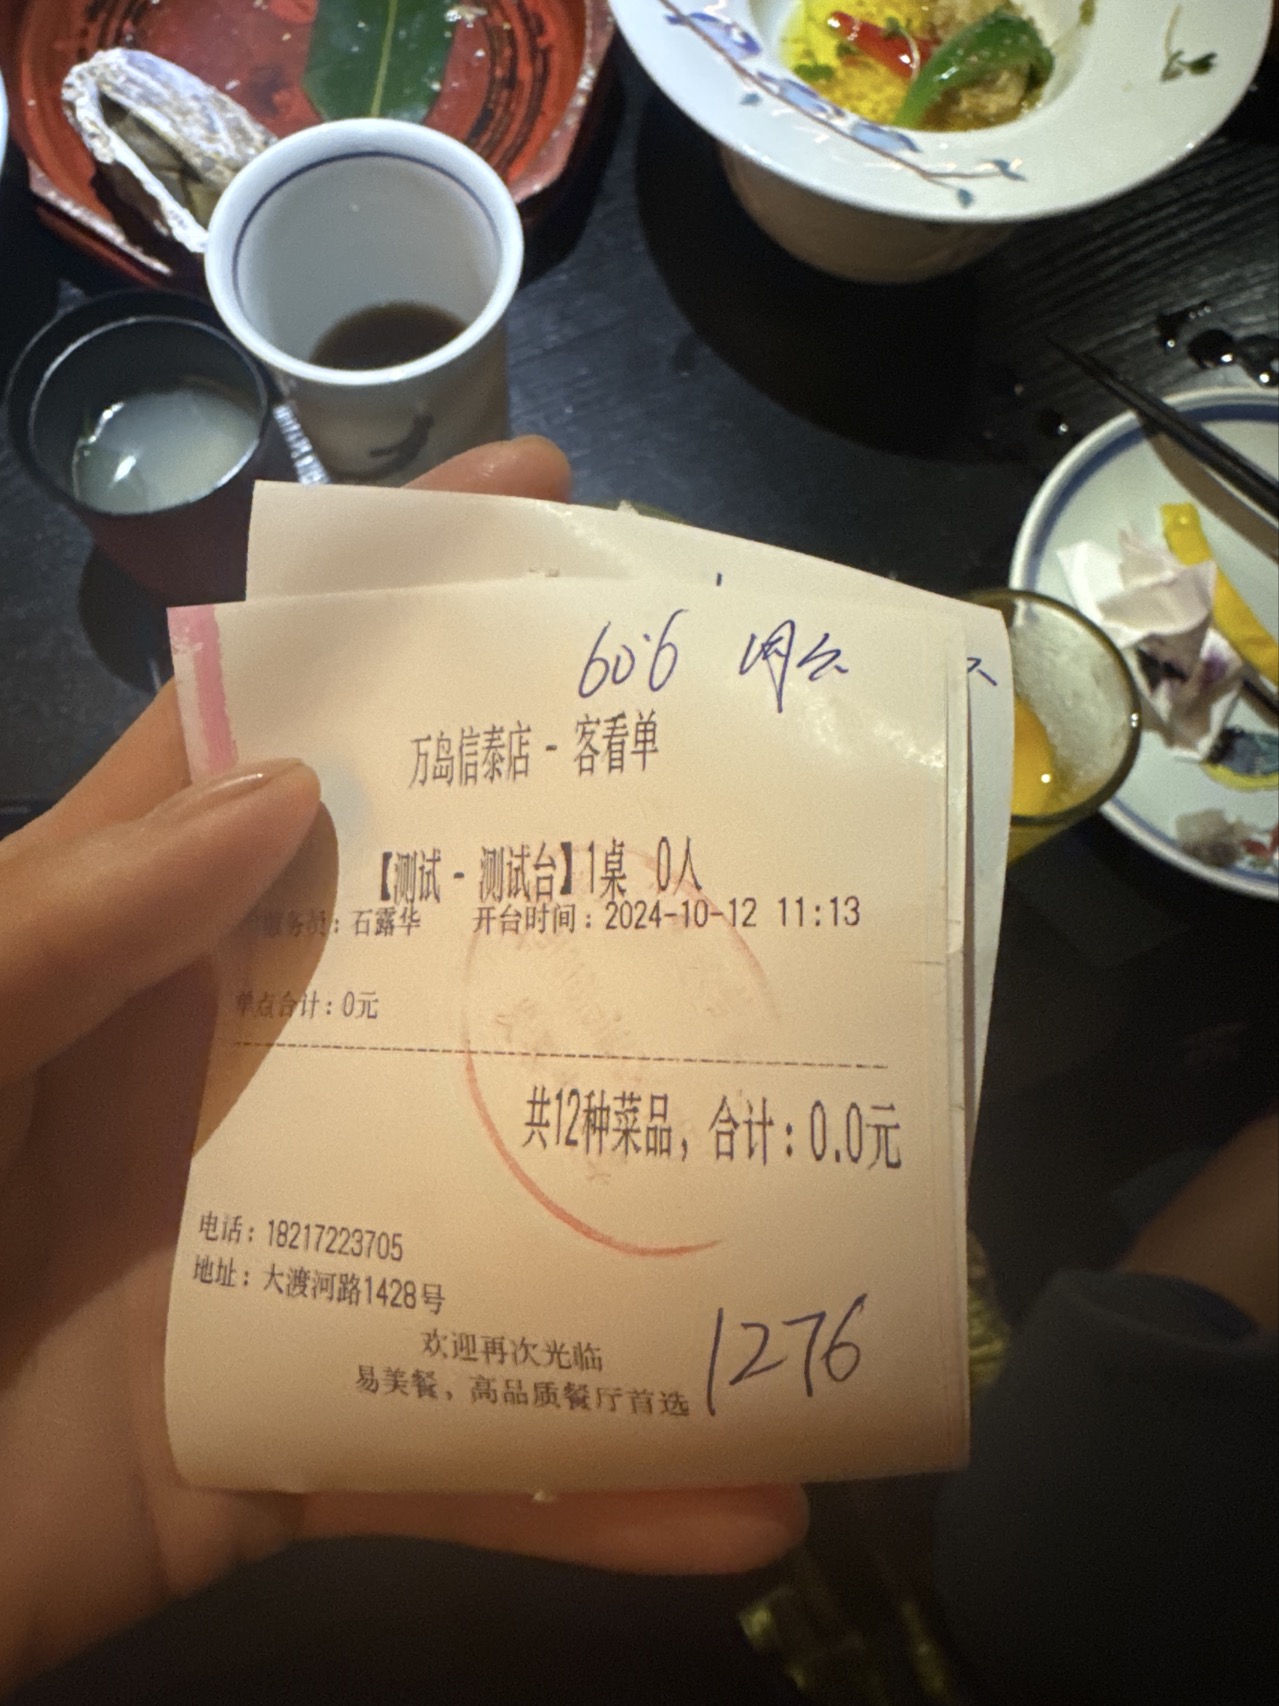 606
万岛信泰店 - 客看单
【测试 - 测试台】1桌 0人
服务员：石露华 开台时间：2024-10-12 11:13
单点合计：0元
共12种菜品，合计：0.0元
电话：18217223705
地址：大渡河路1428号
欢迎再次光临
易美餐，高品质餐厅首选
1276